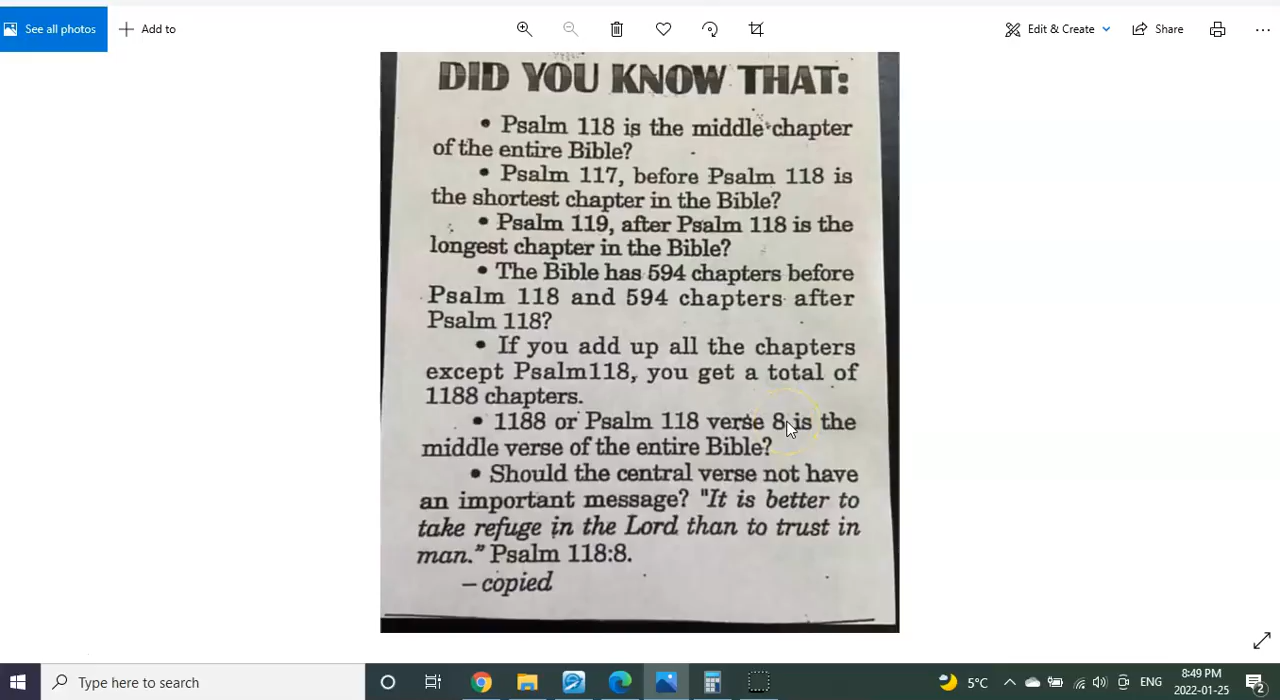 See all photos
Add to
Edit & Create
Share
DID YOU KNOW THAT:
• Psalm 118 is the middle chapter
of the entire Bible?
• Psalm 117, before Psalm 118 is
the shortest chapter in the Bible?
• Psalm 119, after Psalm 118 is the
longest chapter in the Bible?
• The Bible has 594 chapters before
Psalm 118 and 594 chapters after
Psalm 118?
• If you add up all the chapters
except Psalm118, you get a total of
1188 chapters.
• 1188 or Psalm 118 verse 8 is the
middle verse of the entire Bible?
• Should the central verse not have
an important message? "It is better to
take refuge in the Lord than to trust in
man." Psalm 118:8.
– copied
Type here to search
5°C
ENG
8:49 PM
2022-01-25
2